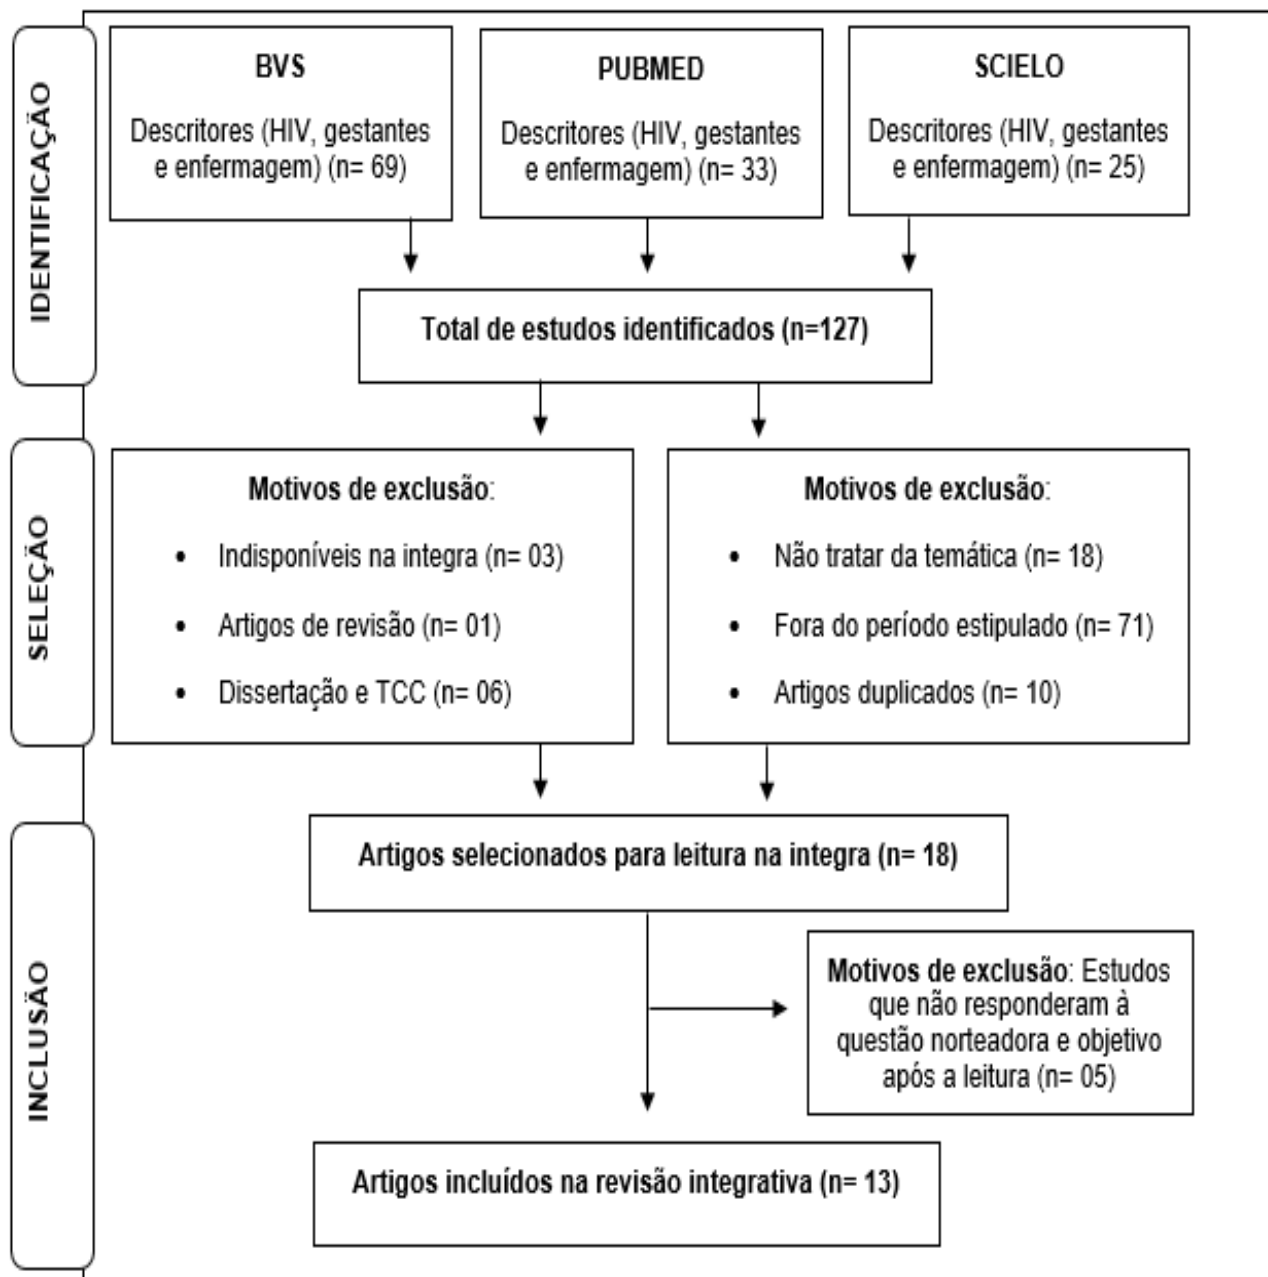 IDENTIFICAÇÃO
BVS
Descritores (HIV, gestantes
e enfermagem) (n= 69)
PUBMED
Descritores (HIV, gestantes
e enfermagem) (n= 33)
SCIELO
Descritores (HIV, gestantes
e enfermagem) (n= 25)
Total de estudos identificados (n=127)
SELEÇÃO
Motivos de exclusão:
• Indisponíveis na integra (n= 03)
• Artigos de revisão (n= 01)
• Dissertação e TCC (n= 06)
Motivos de exclusão:
• Não tratar da temática (n= 18)
• Fora do período estipulado (n= 71)
• Artigos duplicados (n= 10)
INCLUSÃO
Artigos selecionados para leitura na integra (n= 18)
Motivos de exclusão: Estudos
que não responderam à
questão norteadora e objetivo
após a leitura (n= 05)
Artigos incluídos na revisão integrativa (n= 13)